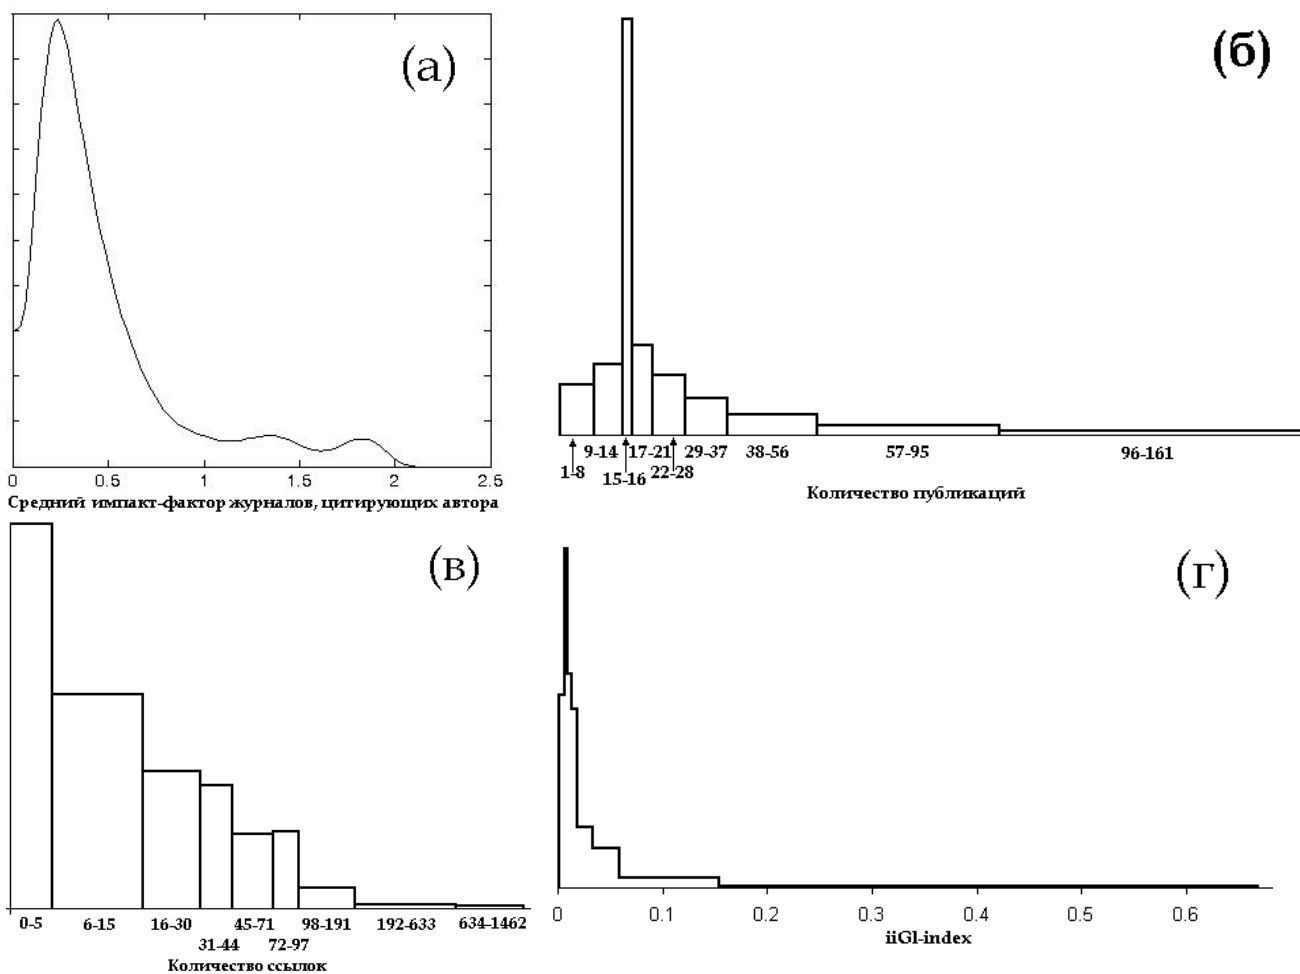 (а)
0 0.5 1 1.5 2 2.5
Средний импакт-фактор журналов, цитирующих автора
(б)
9-14 17-21 29-37 38-56 57-95 96-161
1-8 15-16 22-28
Количество публикаций
(в)
0-5 6-15 16-30 45-71 98-191 192-633 634-1462
31-44 72-97
Количество ссылок
(г)
0 0.1 0.2 0.3 0.4 0.5 0.6
iiGl-index